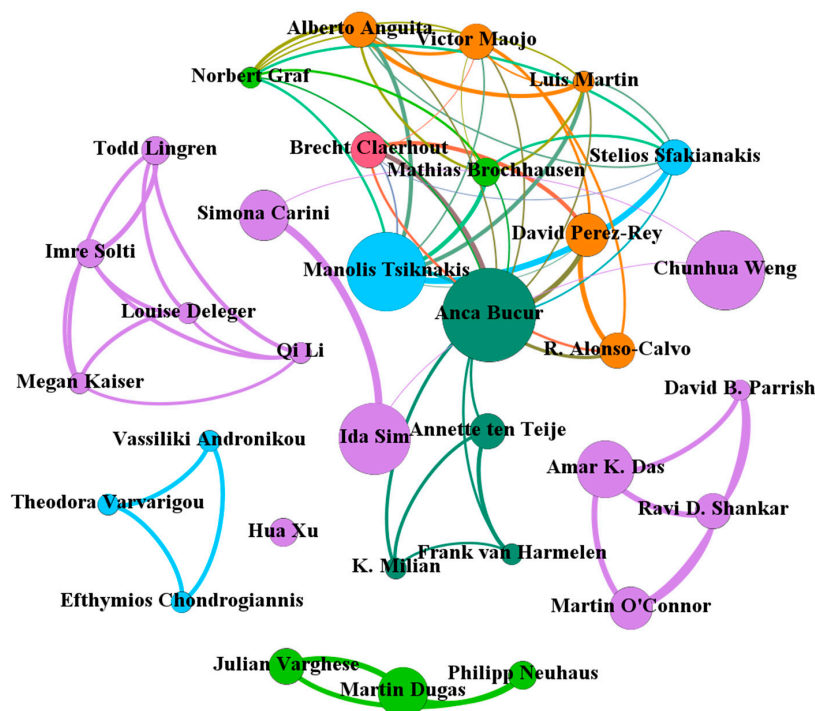 Alberto Anguita
Victor Maojo
Norbert Graf
Luis Martin
Todd Lingren
Brecht Claerhout
Stelios Sfakianakis
Mathias Brochhausen
Simona Carini
David Perez-Rey
Imre Solti
Manolis Tsiknakis
Chunhua Weng
Louise Deleger
Anca Bucur
Qi Li
R. Alonso-Calvo
Megan Kaiser
David B. Parrish
Vassiliki Andronikou
Ida Sim
Annette ten Teije
Amar K. Das
Theodora Varvarigou
Ravi D. Shankar
Hua Xu
Frank van Harmelen
K. Milian
Efthymios Chondrogiannis
Martin O'Connor
Julian Varghese
Philipp Neuhaus
Martin Dugas